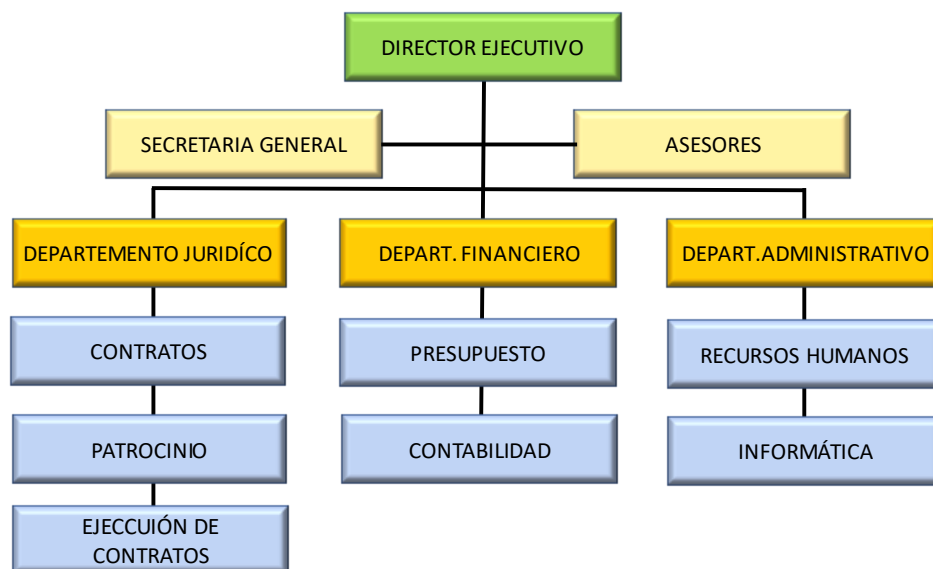 DIRECTOR EJECUTIVO
SECRETARIA GENERAL
ASESORES
DEPARTEMENTO JURIDÍCO
DEPART. FINANCIERO
DEPART.ADMINISTRATIVO
CONTRATOS
PRESUPUESTO
RECURSOS HUMANOS
PATROCINIO
CONTABILIDAD
INFORMÁTICA
EJECCUIÓN DE
CONTRATOS